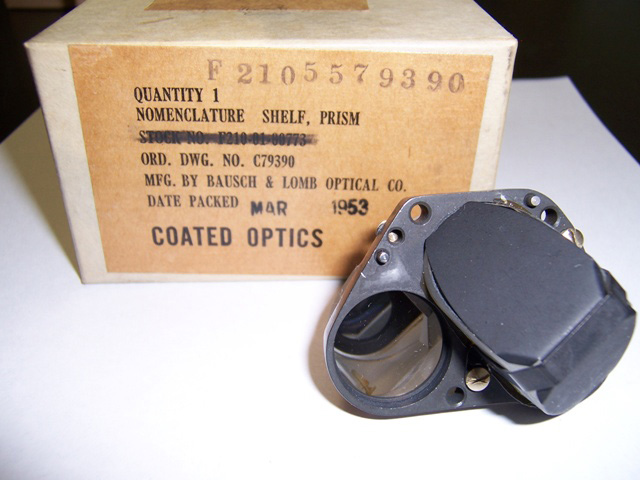 F 2105579390
QUANTITY 1
NOMENCLATURE SHELF, PRISM
STOCK NO. F210-01-00773
ORD. DWG. NO. C79390
MFG. BY BAUSCH & LOMB OPTICAL CO.
DATE PACKED MAR 1953
COATED OPTICS